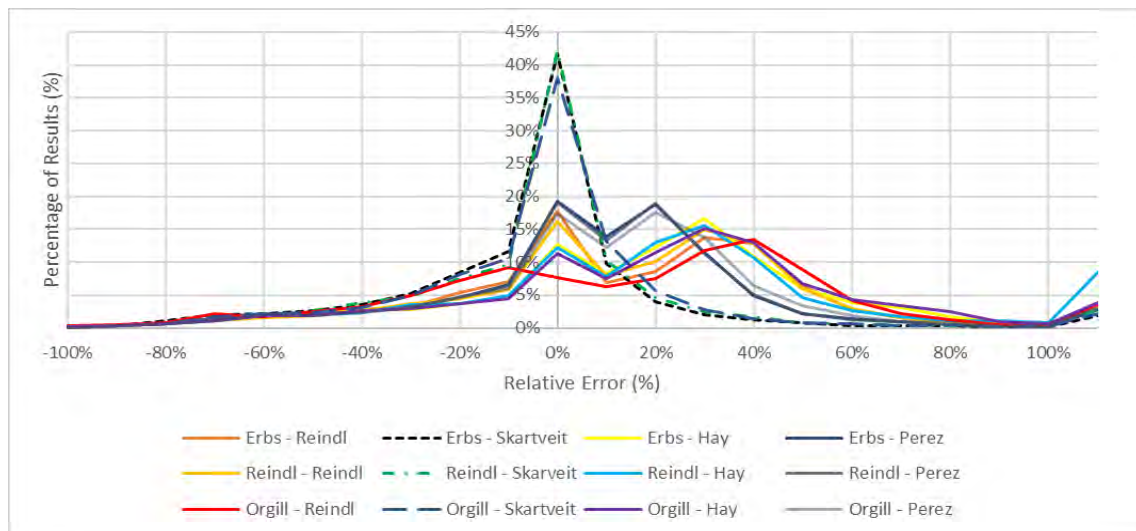 45%
40%
35%
30%
25%
20%
15%
10%
5%
0%
Percentage of Results (%)
-100% -80% -60% -40% -20% 0% 20% 40% 60% 80% 100%
Relative Error (%)
Erbs - Reindl Erbs - Skartveit Erbs - Hay Erbs - Perez
Reindl - Reindl Reindl - Skarveit Reindl - Hay Reindl - Perez
Orgill - Reindl Orgill - Skartveit Orgill - Hay Orgill - Perez